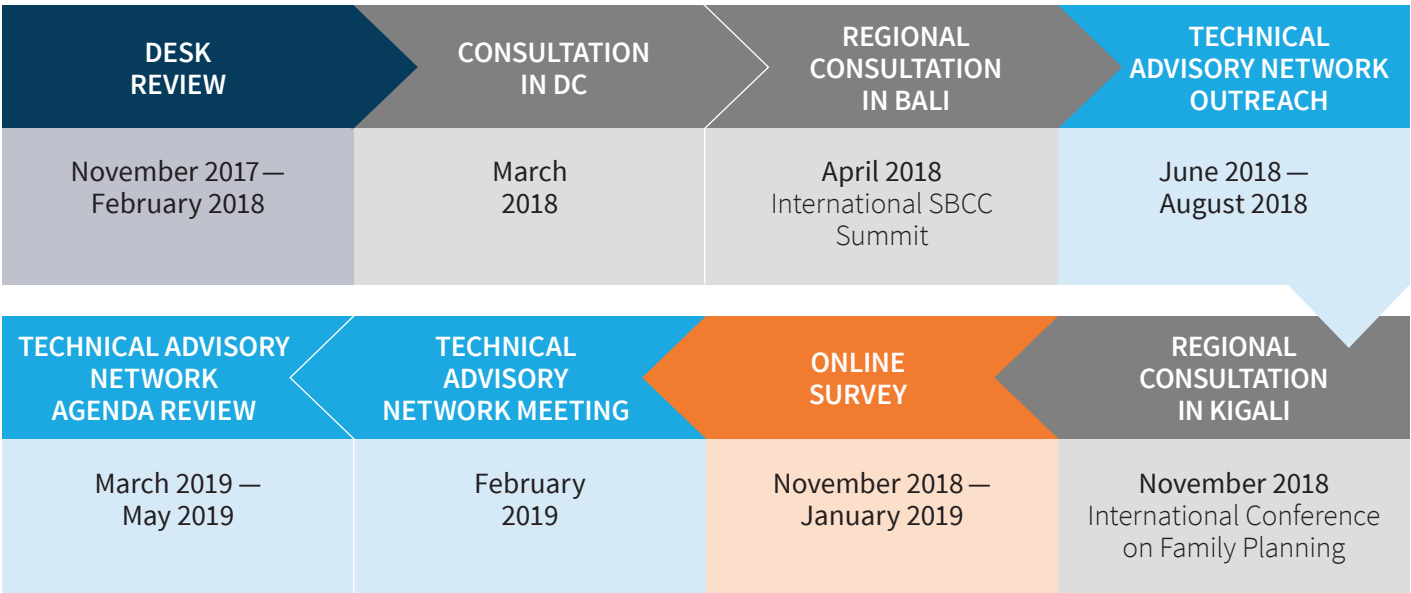 DESK
REVIEW
November 2017—
February 2018
CONSULTATION
IN DC
March
2018
REGIONAL
CONSULTATION
IN BALI
April 2018
International SBCC
Summit
TECHNICAL
ADVISORY NETWORK
OUTREACH
June 2018 —
August 2018
REGIONAL
CONSULTATION
IN KIGALI
November 2018
International Conference
on Family Planning
ONLINE
SURVEY
November 2018 —
January 2019
TECHNICAL
ADVISORY
NETWORK MEETING
February
2019
TECHNICAL ADVISORY
NETWORK
AGENDA REVIEW
March 2019 —
May 2019